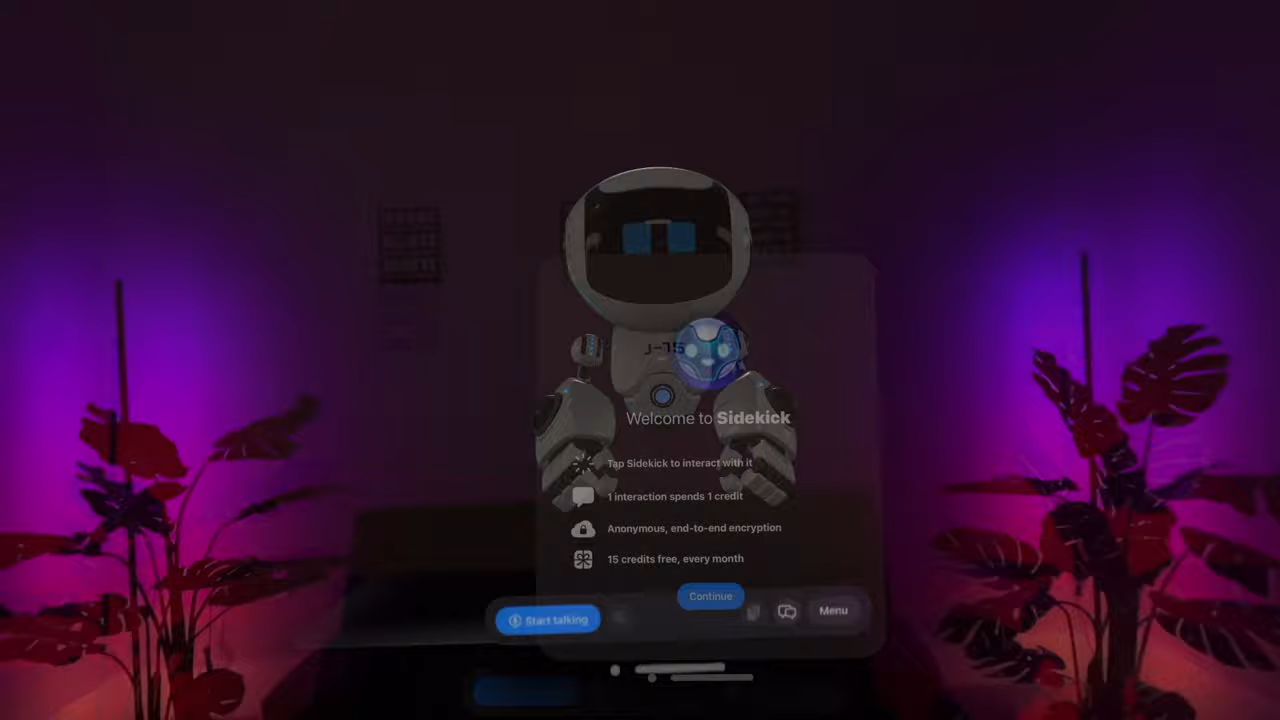 J-15
Welcome to Sidekick
Tap Sidekick to interact with it
1 interaction spends 1 credit
Anonymous, end-to-end encryption
15 credits free, every month
Continue
Start talking
Menu